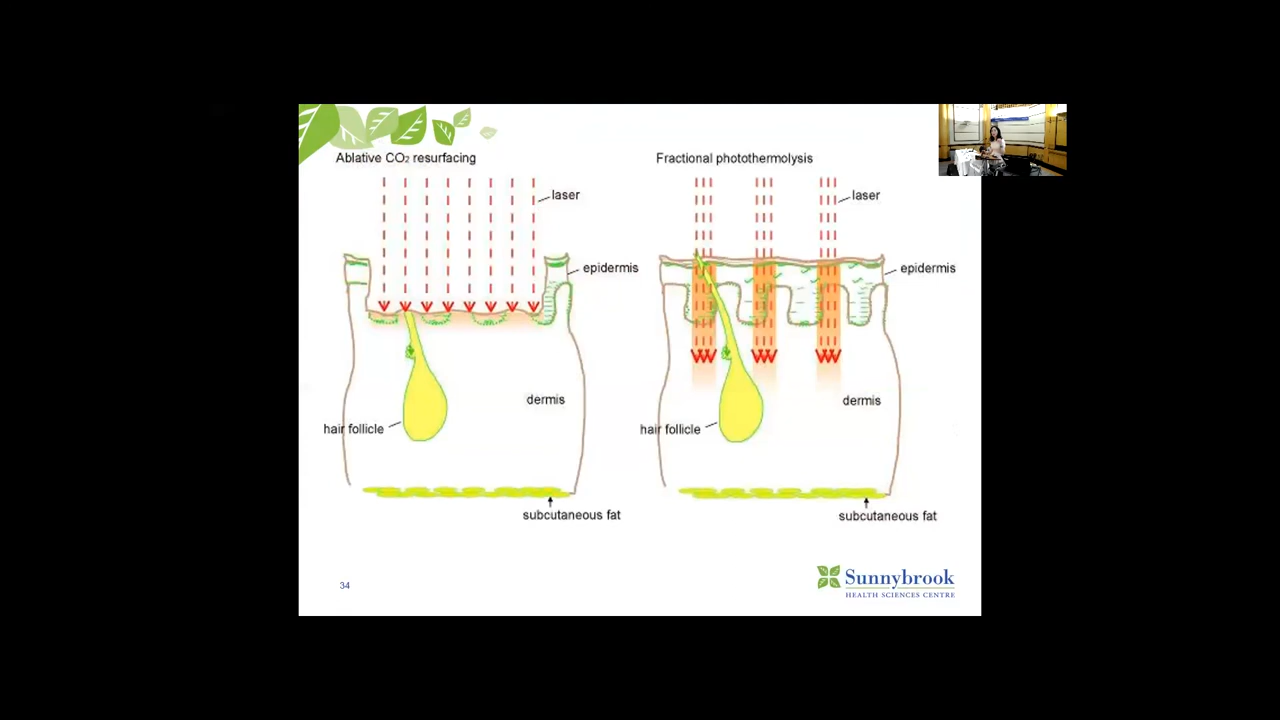 Ablative CO₂ resurfacing
laser
epidermis
dermis
hair follicle
subcutaneous fat
Fractional photothermolysis
laser
epidermis
dermis
hair follicle
subcutaneous fat
34
Sunnybrook
HEALTH SCIENCES CENTRE